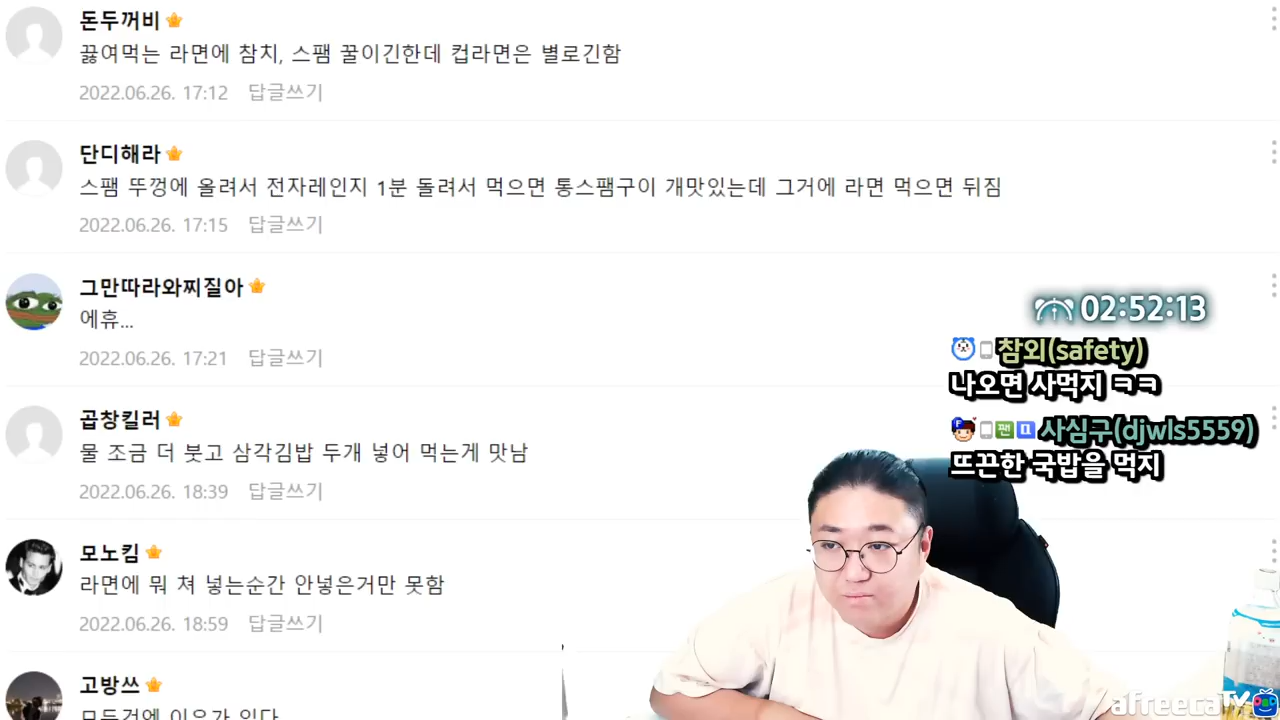 돈두꺼비
끓여먹는 라면에 참치, 스팸 꿀이긴한데 컵라면은 별로긴함
2022.06.26. 17:12 답글쓰기
단디해라
스팸 뚜껑에 올려서 전자레인지 1분 돌려서 먹으면 통스팸구이 개맛있는데 그거에 라면 먹으면 뒤짐
2022.06.26. 17:15 답글쓰기
그만따라와찌질아
에휴...
2022.06.26. 17:21 답글쓰기
02:52:13
참외(safety)
나오면 사먹지 ㅋㅋ
사심구(djwls5559)
뜨끈한 국밥을 먹지
곱창킬러
물 조금 더 붓고 삼각김밥 두개 넣어 먹는게 맛남
2022.06.26. 18:39 답글쓰기
모노킴
라면에 뭐 쳐 넣는순간 안넣은거만 못함
2022.06.26. 18:59 답글쓰기
고방쓰
모든것엔 이유가 있다
afreecaTV